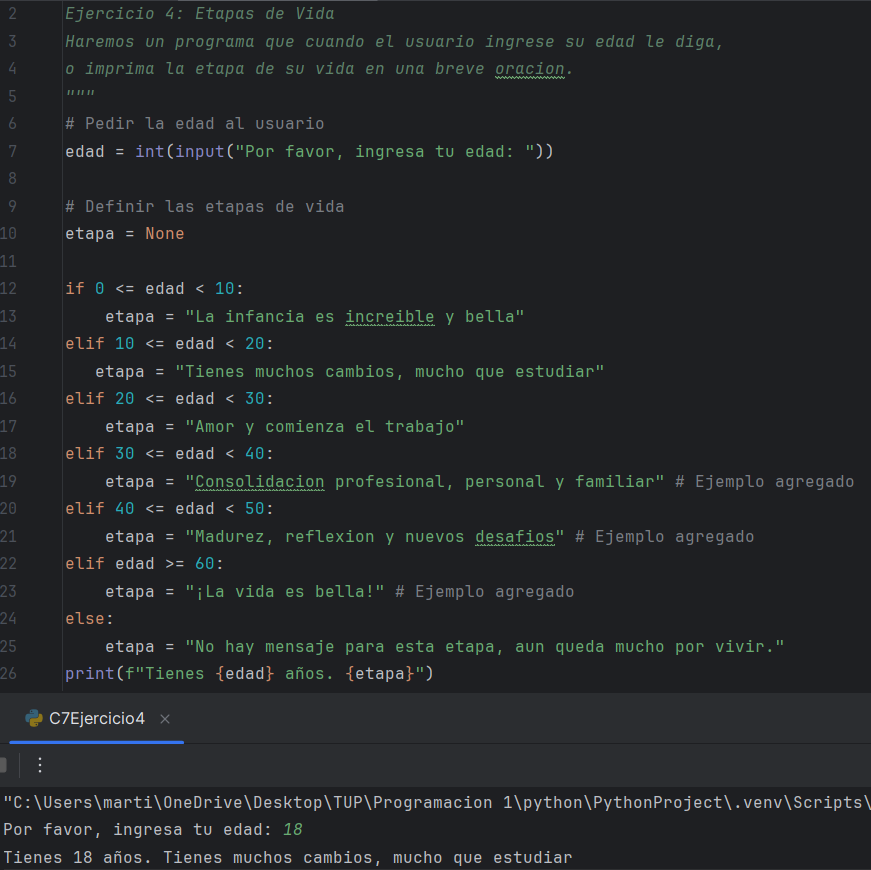 2 Ejercicio 4: Etapas de Vida
3 Haremos un programa que cuando el usuario ingrese su edad le diga,
4 o imprima la etapa de su vida en una breve oracion.
5 """
6 # Pedir la edad al usuario
7 edad = int(input("Por favor, ingresa tu edad: "))
8
9 # Definir las etapas de vida
10 etapa = None
11
12 if 0 <= edad < 10:
13     etapa = "La infancia es increible y bella"
14 elif 10 <= edad < 20:
15    etapa = "Tienes muchos cambios, mucho que estudiar"
16 elif 20 <= edad < 30:
17     etapa = "Amor y comienza el trabajo"
18 elif 30 <= edad < 40:
19     etapa = "Consolidacion profesional, personal y familiar" # Ejemplo agregado
20 elif 40 <= edad < 50:
21     etapa = "Madurez, reflexion y nuevos desafios" # Ejemplo agregado
22 elif edad >= 60:
23     etapa = "¡La vida es bella!" # Ejemplo agregado
24 else:
25     etapa = "No hay mensaje para esta etapa, aun queda mucho por vivir."
26 print(f"Tienes {edad} años. {etapa}")
C7Ejercicio4
"C:\Users\marti\OneDrive\Desktop\TUP\Programacion 1\python\PythonProject\.venv\Scripts\
Por favor, ingresa tu edad: 18
Tienes 18 años. Tienes muchos cambios, mucho que estudiar